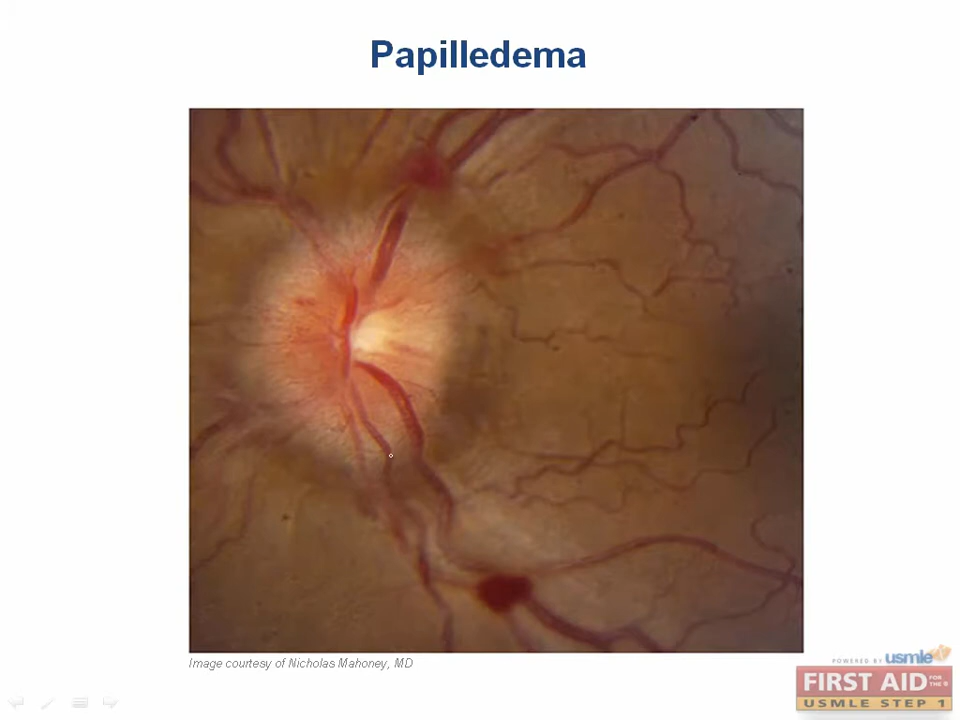 Papilledema
Image courtesy of Nicholas Mahoney, MD
POWERED BY usmle
FIRST AID FOR THE ®
USMLE STEP 1